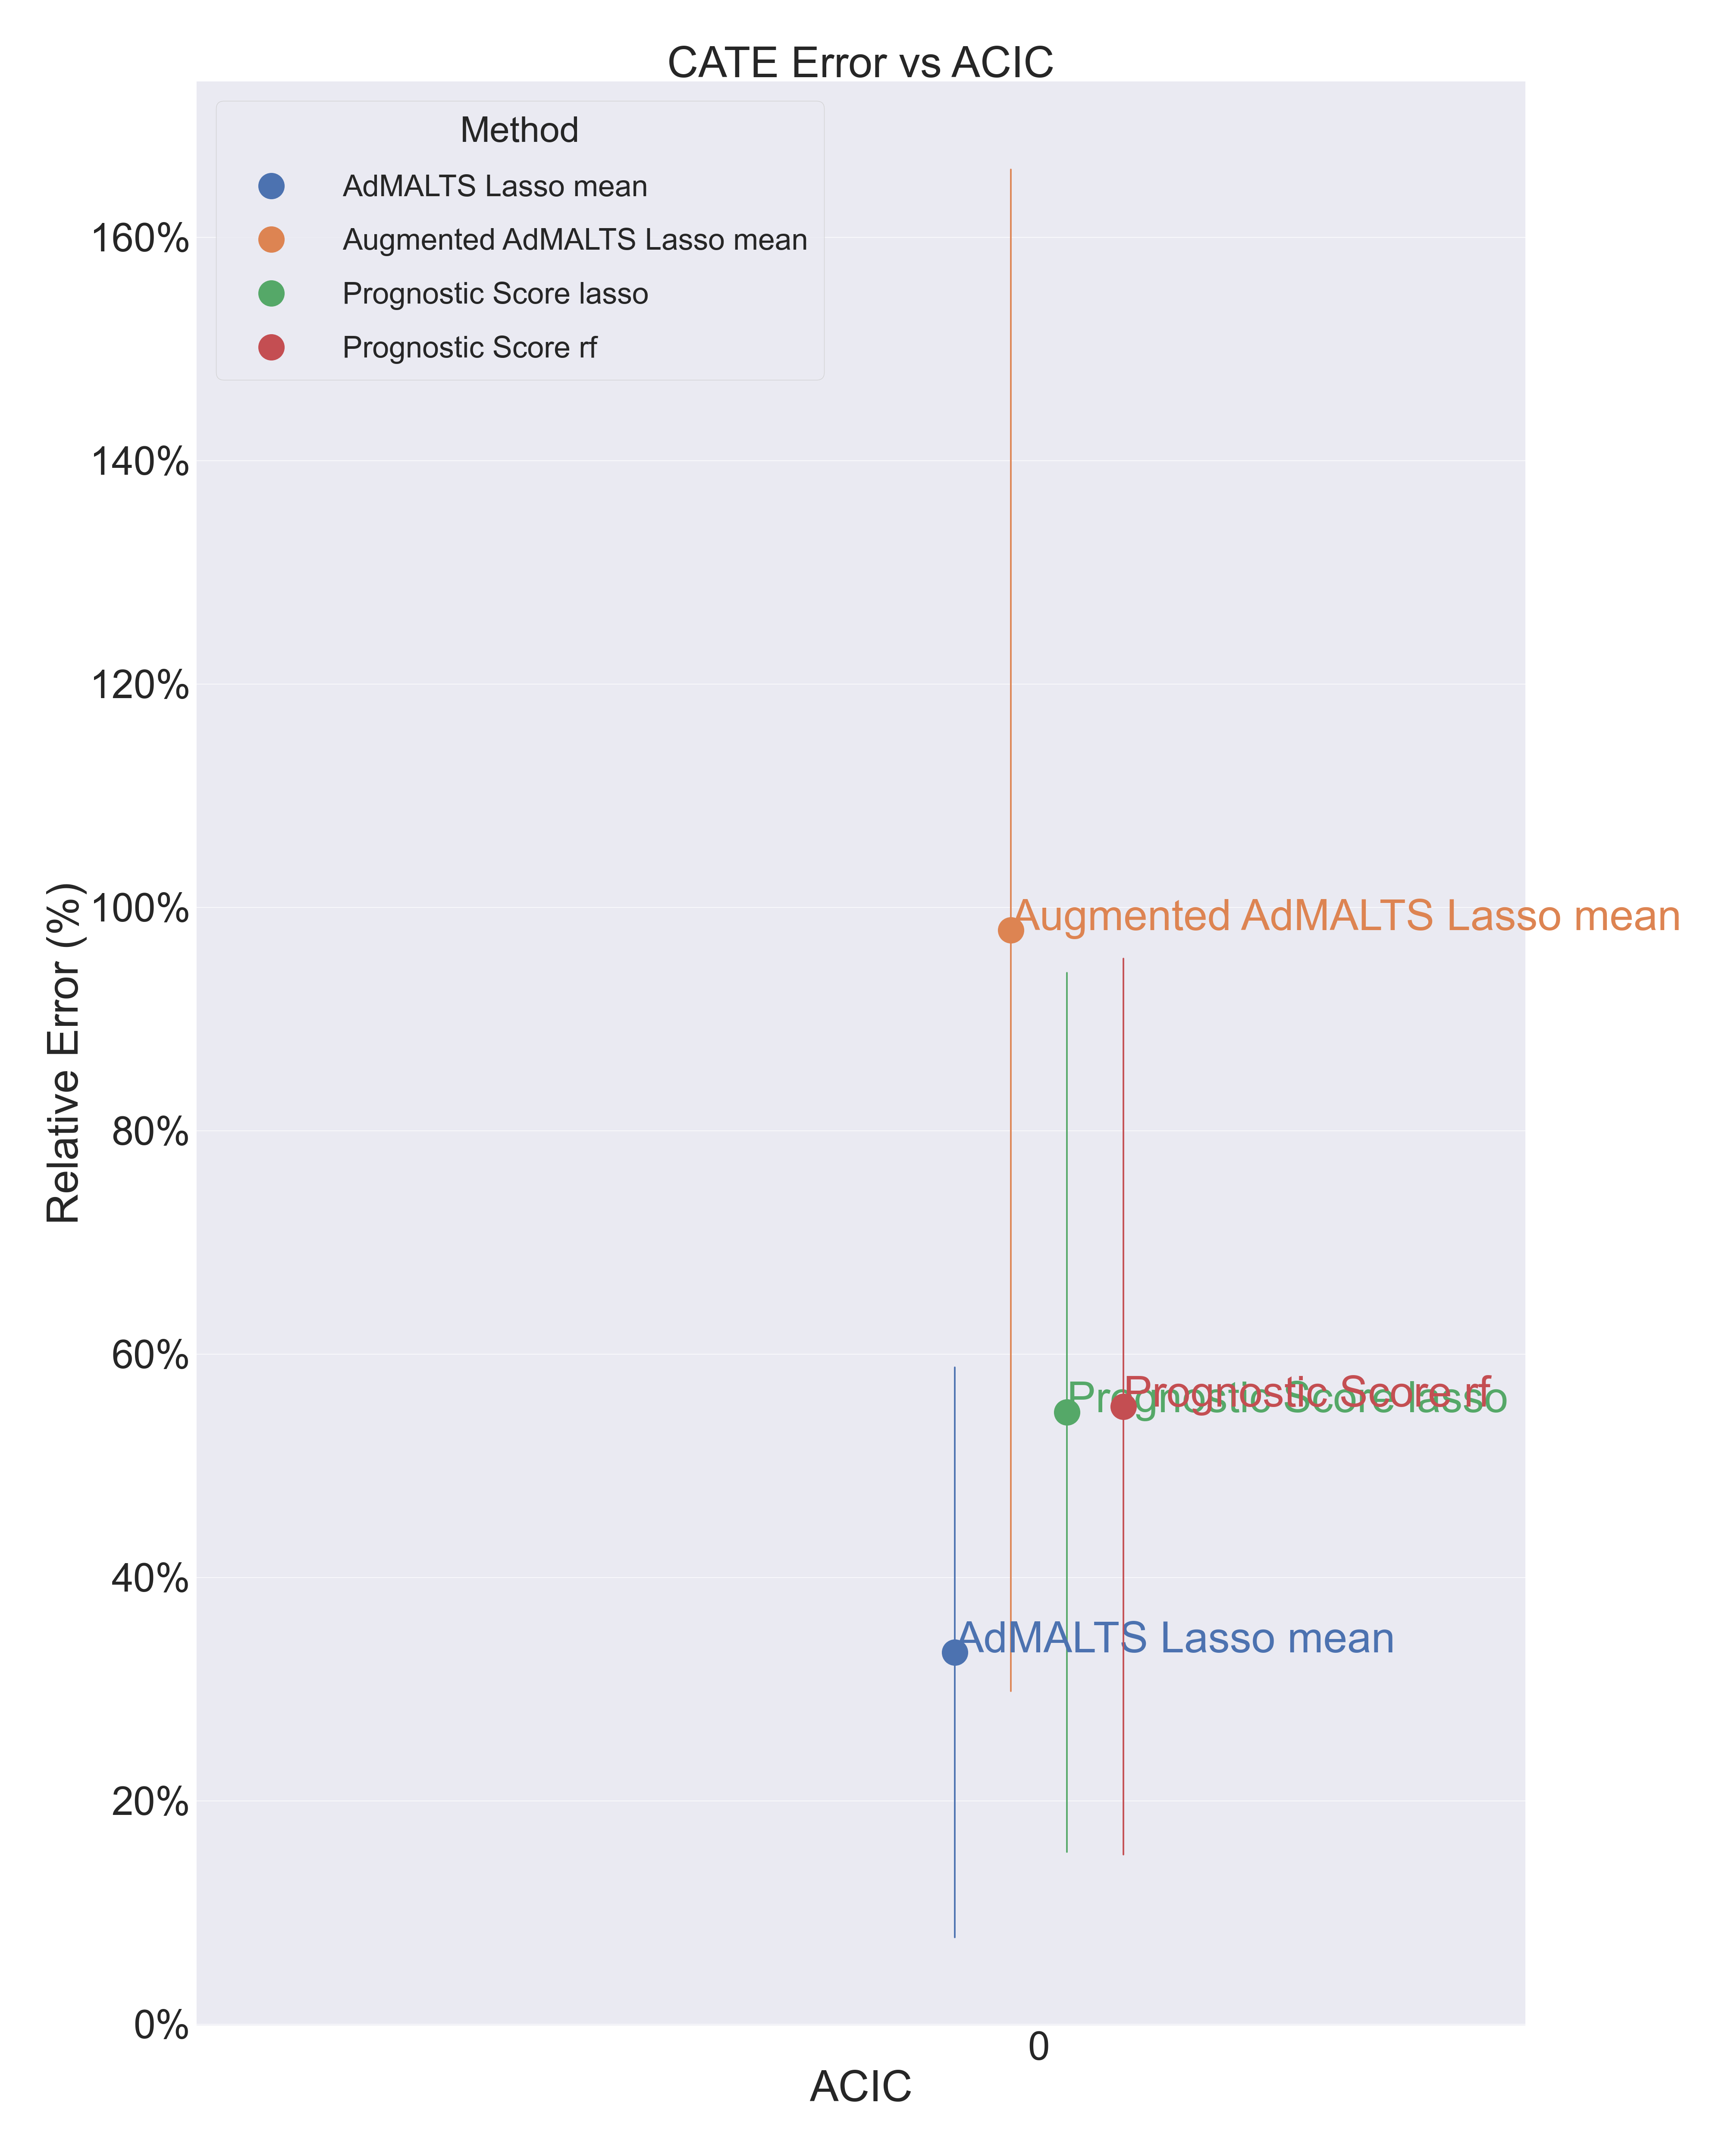 CATE Error vs ACIC
Method
AdMALTS Lasso mean
Augmented AdMALTS Lasso mean
Prognostic Score lasso
Prognostic Score rf
160%
140%
120%
100%
80%
60%
40%
20%
0%
Relative Error (%)
Augmented AdMALTS Lasso mean
Prognostic Score rf
Prognostic Score lasso
AdMALTS Lasso mean
0
ACIC